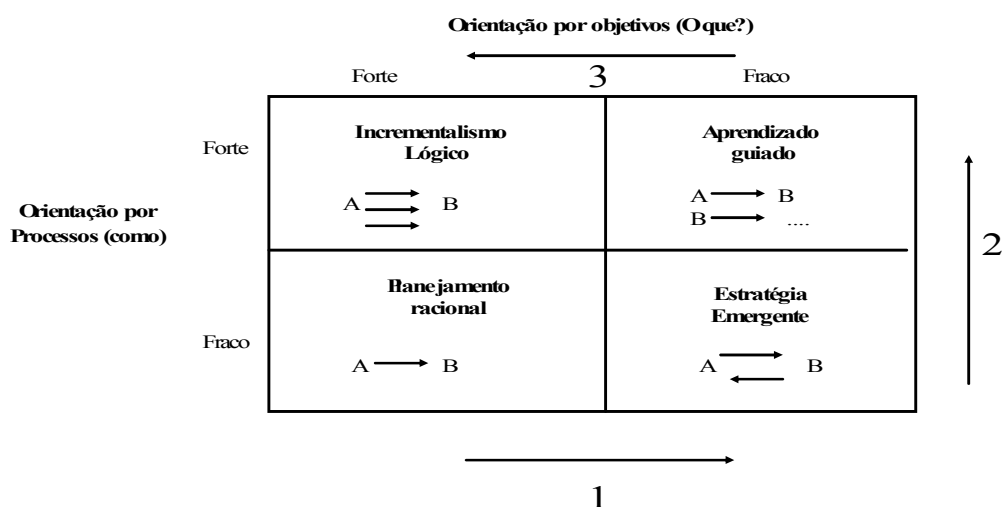 Orientação por objetivos (O que?)
Forte
3
Fraco
Forte
Incrementalismo
Lógico
A
B
Aprendizado
guiado
A
B
B
....
Orientação por
Processos (como)
2
Fraco
Planejamento
racional
A
B
Estratégia
Emergente
A
B
1